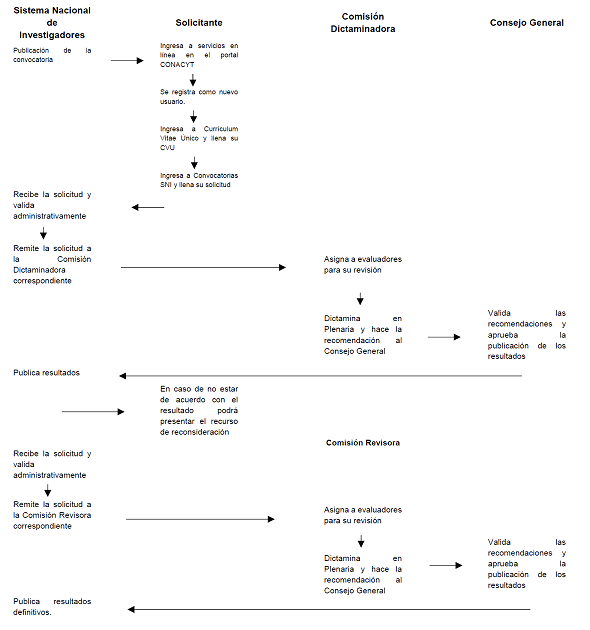 Sistema Nacional
de
Investigadores
Solicitante
Comisión
Dictaminadora
Consejo General
Publicación de la
convocatoria
Ingresa a servicios en
línea en el portal
CONACYT
Se registra como nuevo
usuario.
Ingresa a Curriculum
Vitae Único y llena su
CVU
Ingresa a Convocatorias
SNI y llena su solicitud
Recibe la solicitud y
valida
administrativamente
Remite la solicitud a
la Comisión
Dictaminadora
correspondiente
Asigna a evaluadores
para su revisión
Dictamina en
Plenaria y hace la
recomendación al
Consejo General
Valida las
recomendaciones y
aprueba la
publicación de los
resultados
Publica resultados
En caso de no estar
de acuerdo con el
resultado podrá
presentar el recurso
de reconsideración
Comisión Revisora
Recibe la solicitud y
valida
administrativamente
Remite la solicitud a
la Comisión Revisora
correspondiente
Asigna a evaluadores
para su revisión
Dictamina en
Plenaria y hace la
recomendación al
Consejo General
Valida las
recomendaciones y
aprueba la
publicación de los
resultados
Publica resultados
definitivos.